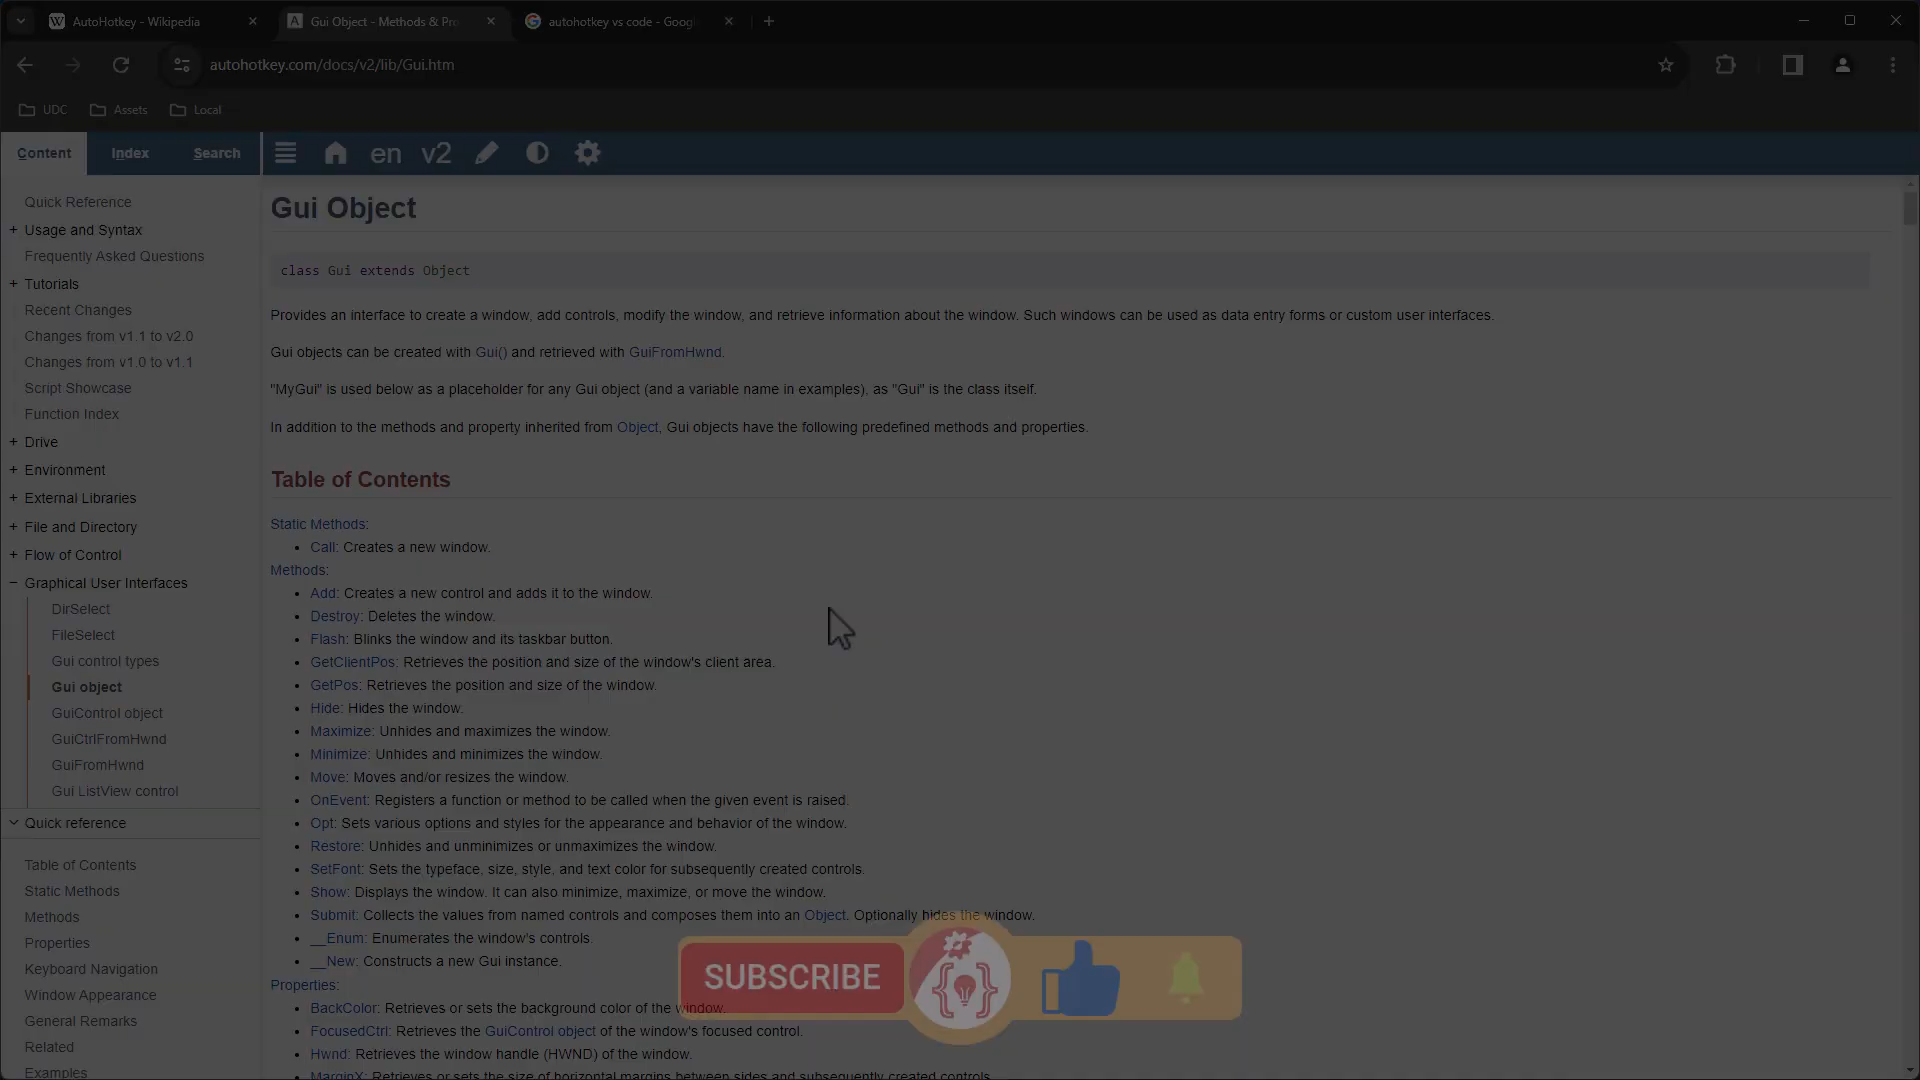 AutoHotkey - Wikipedia
Gui Object - Methods & Pro
autohotkey vs code - Goog
autohotkey.com/docs/v2/lib/Gui.htm
UDC
Assets
Local
Content
Index
Search
en
v2
Quick Reference
+ Usage and Syntax
Frequently Asked Questions
+ Tutorials
Recent Changes
Changes from v1.1 to v2.0
Changes from v1.0 to v1.1
Script Showcase
Function Index
+ Drive
+ Environment
+ External Libraries
+ File and Directory
+ Flow of Control
− Graphical User Interfaces
DirSelect
FileSelect
Gui control types
Gui object
GuiControl object
GuiCtrlFromHwnd
GuiFromHwnd
Gui ListView control
Quick reference
Table of Contents
Static Methods
Methods
Properties
Keyboard Navigation
Window Appearance
General Remarks
Related
Examples
Gui Object
class Gui extends Object
Provides an interface to create a window, add controls, modify the window, and retrieve information about the window. Such windows can be used as data entry forms or custom user interfaces.
Gui objects can be created with Gui() and retrieved with GuiFromHwnd.
"MyGui" is used below as a placeholder for any Gui object (and a variable name in examples), as "Gui" is the class itself.
In addition to the methods and property inherited from Object, Gui objects have the following predefined methods and properties.
Table of Contents
Static Methods:
• Call: Creates a new window.
Methods:
• Add: Creates a new control and adds it to the window.
• Destroy: Deletes the window.
• Flash: Blinks the window and its taskbar button.
• GetClientPos: Retrieves the position and size of the window's client area.
• GetPos: Retrieves the position and size of the window.
• Hide: Hides the window.
• Maximize: Unhides and maximizes the window.
• Minimize: Unhides and minimizes the window.
• Move: Moves and/or resizes the window.
• OnEvent: Registers a function or method to be called when the given event is raised.
• Opt: Sets various options and styles for the appearance and behavior of the window.
• Restore: Unhides and unminimizes or unmaximizes the window.
• SetFont: Sets the typeface, size, style, and text color for subsequently created controls.
• Show: Displays the window. It can also minimize, maximize, or move the window.
• Submit: Collects the values from named controls and composes them into an Object. Optionally hides the window.
• __Enum: Enumerates the window's controls.
• __New: Constructs a new Gui instance.
Properties:
• BackColor: Retrieves or sets the background color of the window.
• FocusedCtrl: Retrieves the GuiControl object of the window's focused control.
• Hwnd: Retrieves the window handle (HWND) of the window.
• MarginX: Retrieves or sets the size of horizontal margins between sides and subsequently created controls.
SUBSCRIBE